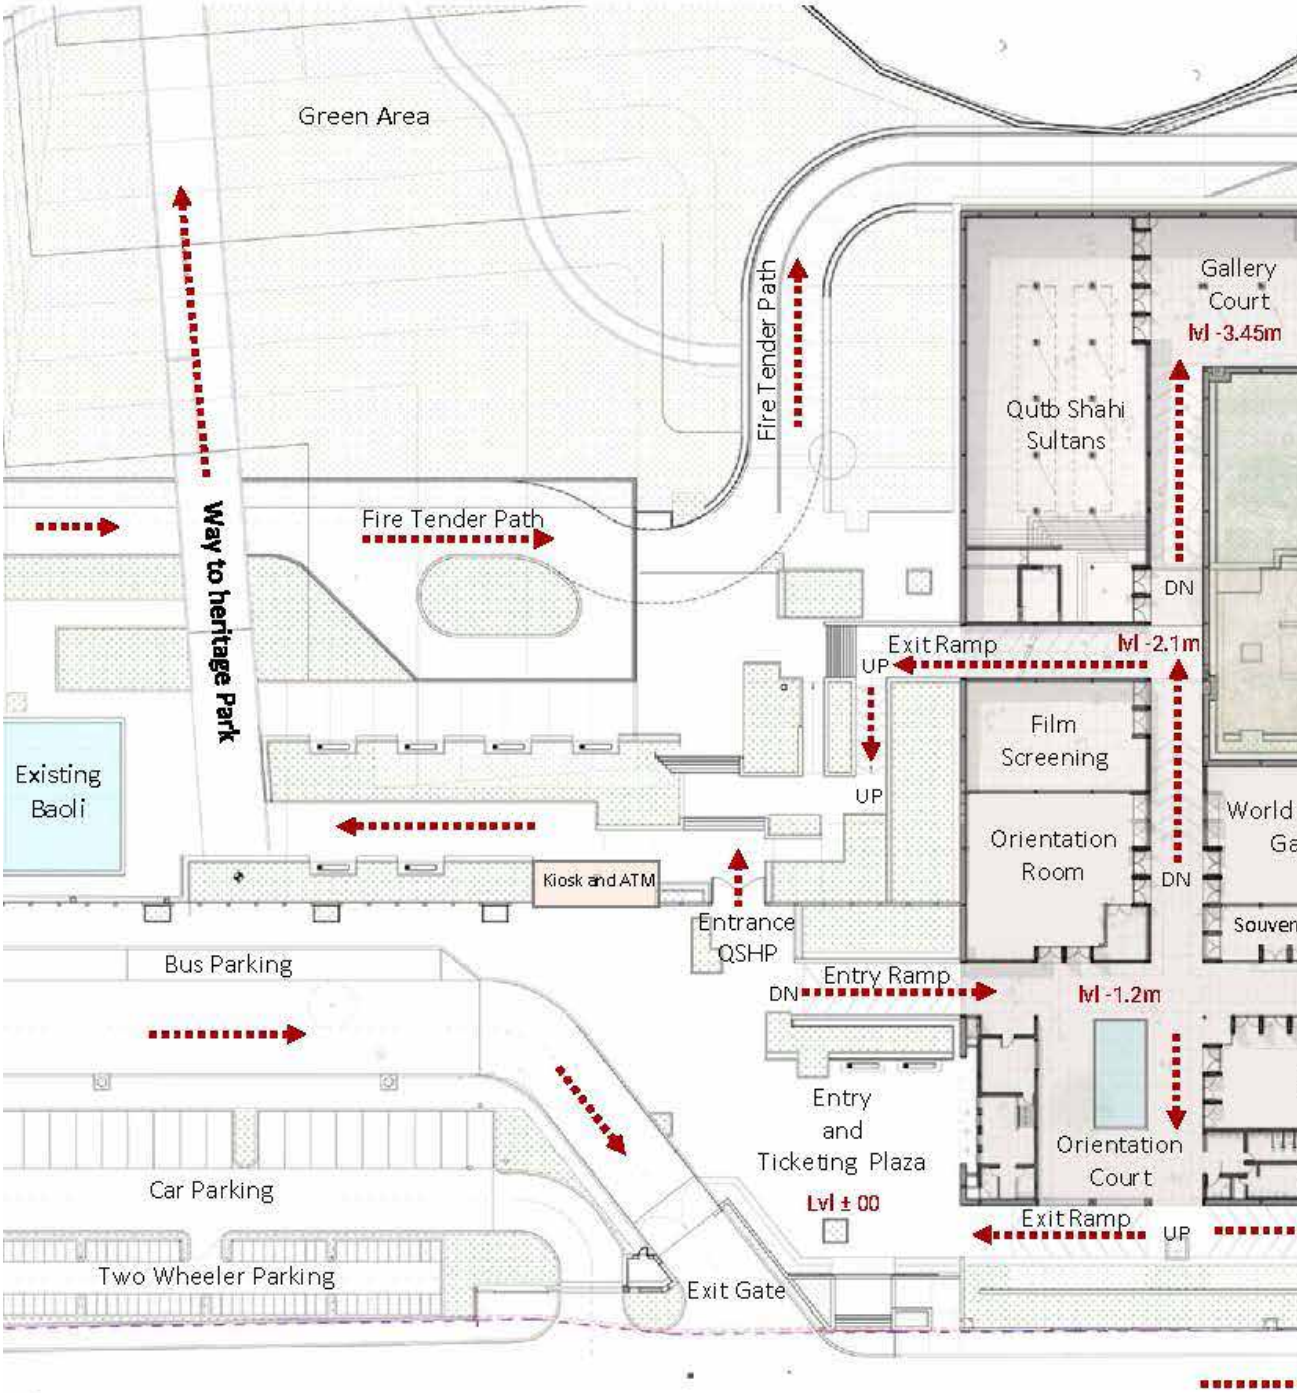 Green Area
Gallery
Court
lvl -3.45m
Fire Tender Path
Qutb Shahi
Sultans
Fire Tender Path
Way to heritage Park
DN
Exit Ramp
lvl -2.1m
UP
Film
Screening
Existing
Baoli
UP
World
Ga
Orientation
Room
Kiosk and ATM
DN
Entrance
QSHP
Souven
Bus Parking
Entry Ramp
DN
lvl -1.2m
Entry
and
Ticketing Plaza
Orientation
Court
Car Parking
Lvl ± 00
Exit Ramp
UP
Two Wheeler Parking
Exit Gate